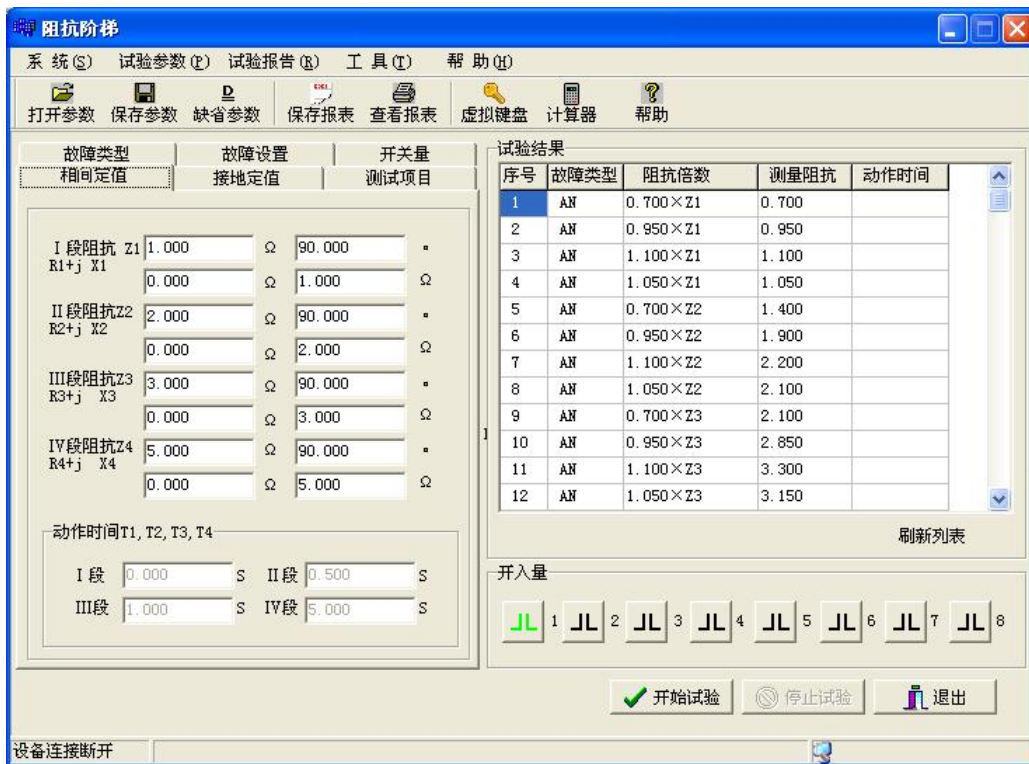 阻抗阶梯
系 统(S) 试验参数(P) 试验报告(R) 工 具(T) 帮 助(H)
打开参数 保存参数 缺省参数 保存报表 查看报表 虚拟键盘 计算器 帮助
故障类型 故障设置 开关量
相间定值 接地定值 测试项目
I 段阻抗 Z1 1.000 Ω 90.000 °
R1+j X1
0.000 Ω 1.000 Ω
II段阻抗Z2 2.000 Ω 90.000 °
R2+j X2
0.000 Ω 2.000 Ω
III段阻抗Z3 3.000 Ω 90.000 °
R3+j X3
0.000 Ω 3.000 Ω
IV段阻抗Z4 5.000 Ω 90.000 °
R4+j X4
0.000 Ω 5.000 Ω
动作时间T1,T2,T3,T4
I 段 0.000 S II段 0.500 S
III段 1.000 S IV段 5.000 S
试验结果
序号 故障类型 阻抗倍数 测量阻抗 动作时间
1 AN 0.700×Z1 0.700
2 AN 0.950×Z1 0.950
3 AN 1.100×Z1 1.100
4 AN 1.050×Z1 1.050
5 AN 0.700×Z2 1.400
6 AN 0.950×Z2 1.900
7 AN 1.100×Z2 2.200
8 AN 1.050×Z2 2.100
9 AN 0.700×Z3 2.100
10 AN 0.950×Z3 2.850
11 AN 1.100×Z3 3.300
12 AN 1.050×Z3 3.150
刷新列表
开入量
1 2 3 4 5 6 7 8
开始试验 停止试验 退出
设备连接断开